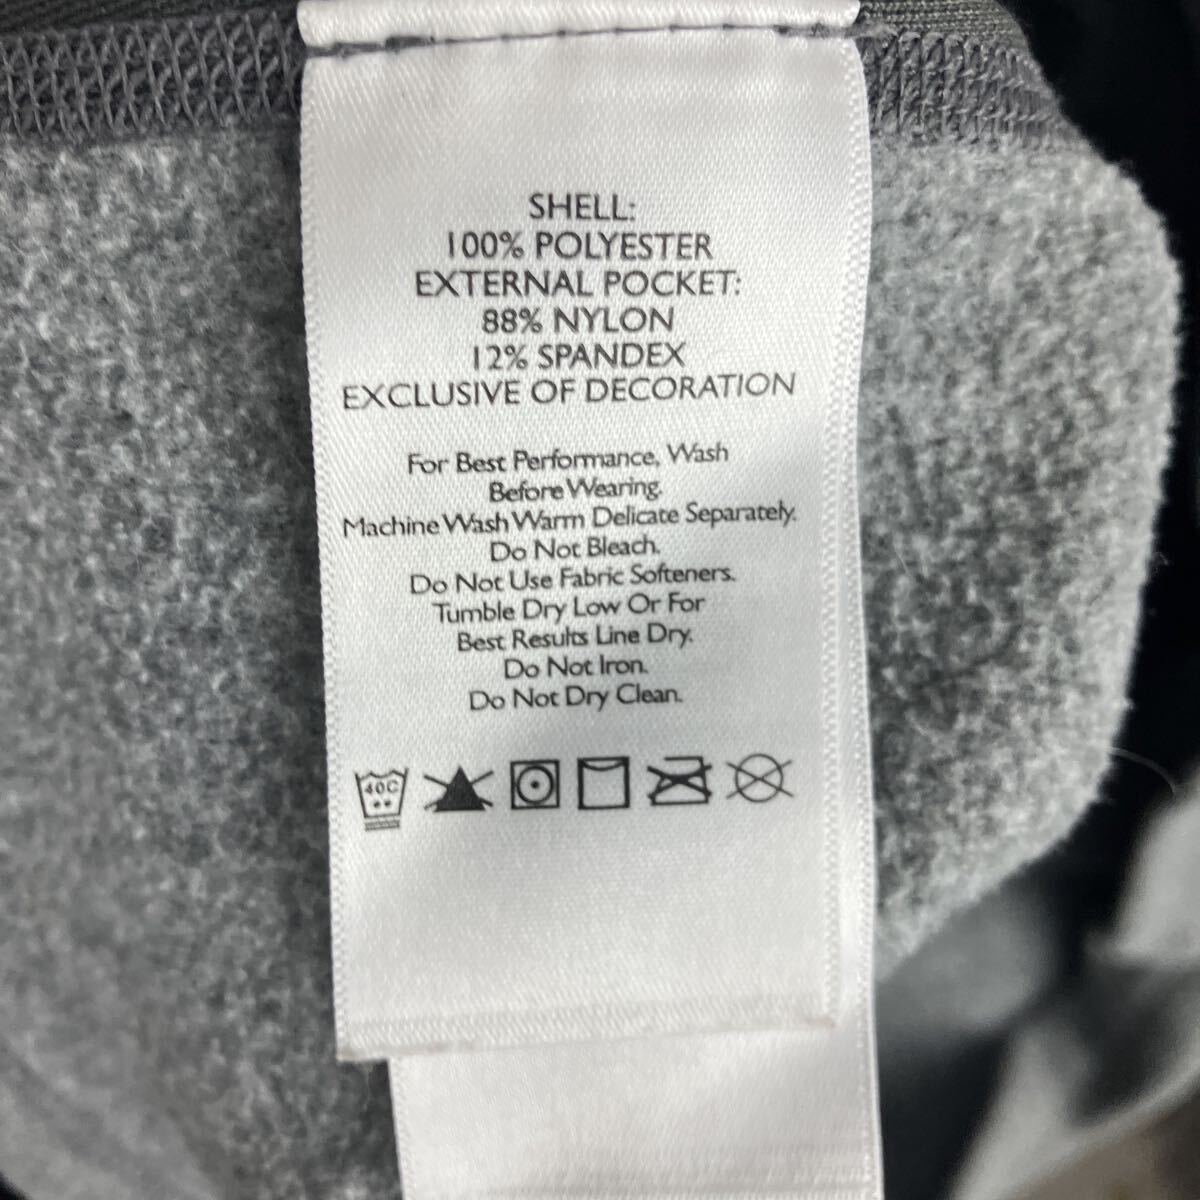 SHELL:
100% POLYESTER
EXTERNAL POCKET:
88% NYLON
12% SPANDEX
EXCLUSIVE OF DECORATION
For Best Performance, Wash
Before Wearing.
Machine Wash Warm Delicate Separately.
Do Not Bleach.
Do Not Use Fabric Softeners.
Tumble Dry Low Or For
Best Results Line Dry.
Do Not Iron.
Do Not Dry Clean.
40C